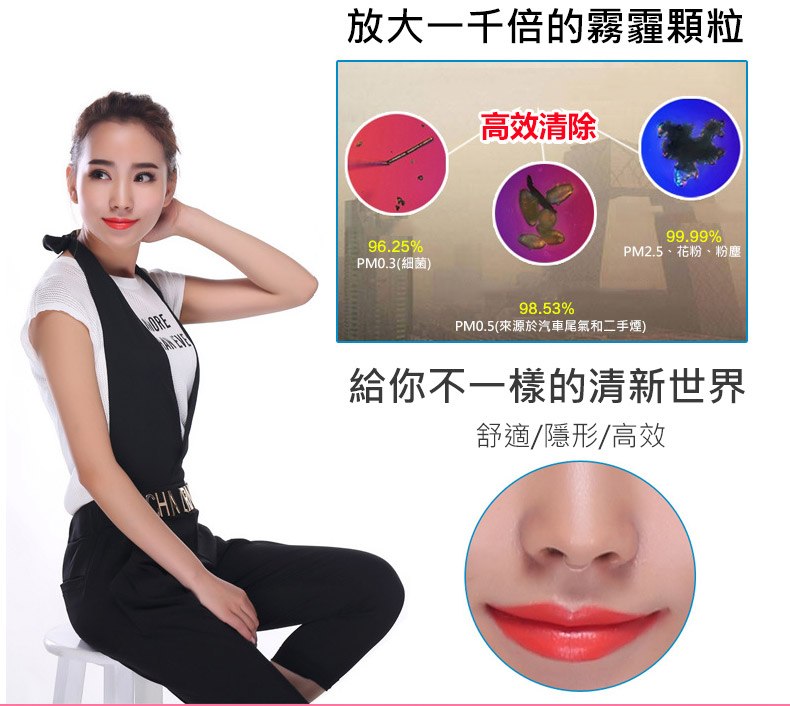 放大一千倍的霧霾顆粒
高效清除
96.25%
PM0.3(細菌)
99.99%
PM2.5、花粉、粉塵
98.53%
PM0.5(來源於汽車尾氣和二手煙)
給你不一樣的清新世界
舒適/隱形/高效
MORE